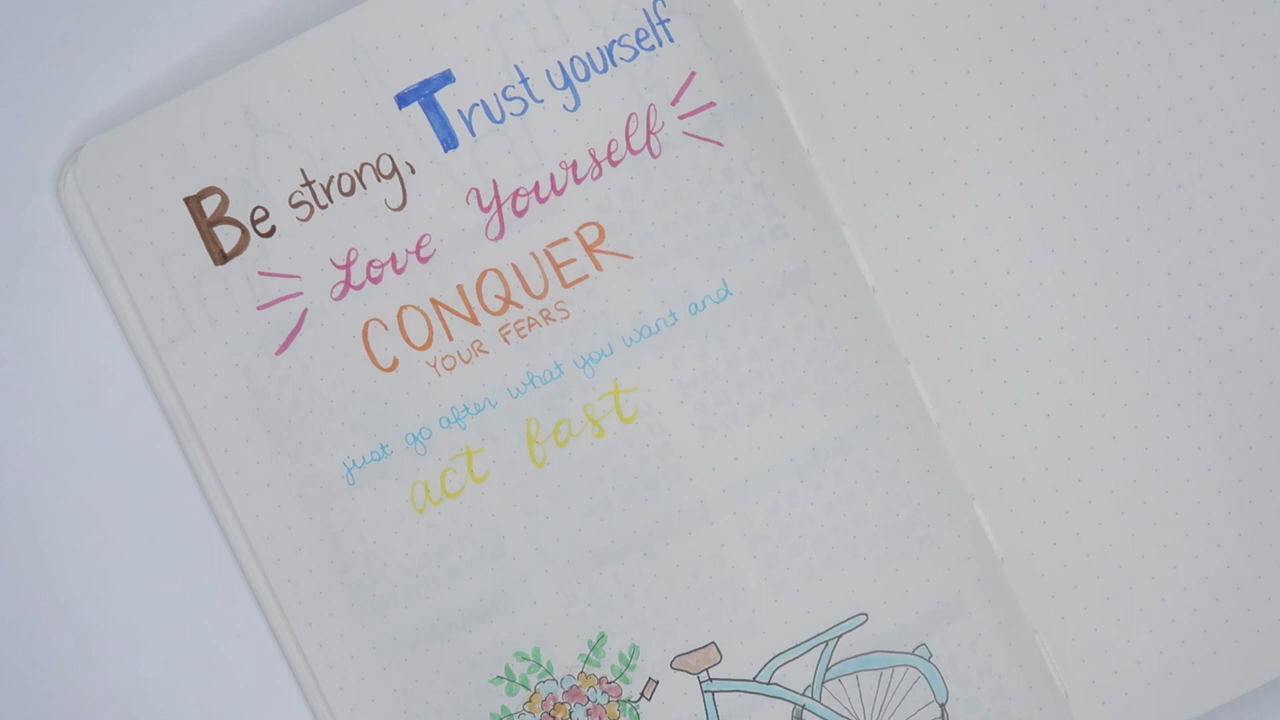 Be strong, Trust yourself
Love Yourself
CONQUER
YOUR FEARS
just go after what you want and
act fast